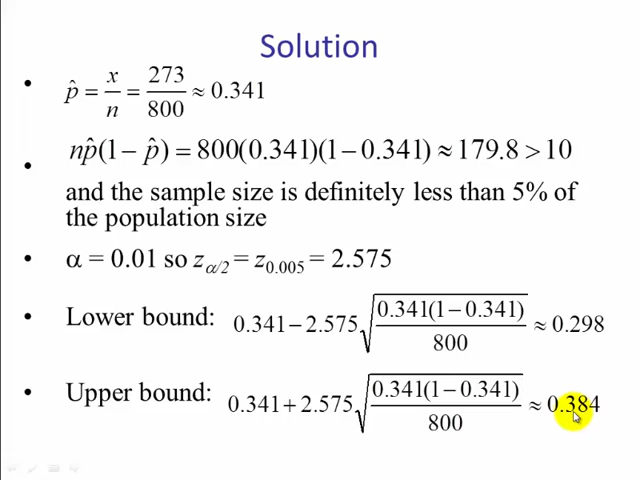 Solution
• p̂ = x/n = 273/800 ≈ 0.341
• np̂(1 − p̂) = 800(0.341)(1 − 0.341) ≈ 179.8 > 10
and the sample size is definitely less than 5% of
the population size
• α = 0.01 so z_{α/2} = z_{0.005} = 2.575
• Lower bound: 0.341 − 2.575√(0.341(1 − 0.341)/800) ≈ 0.298
• Upper bound: 0.341 + 2.575√(0.341(1 − 0.341)/800) ≈ 0.384